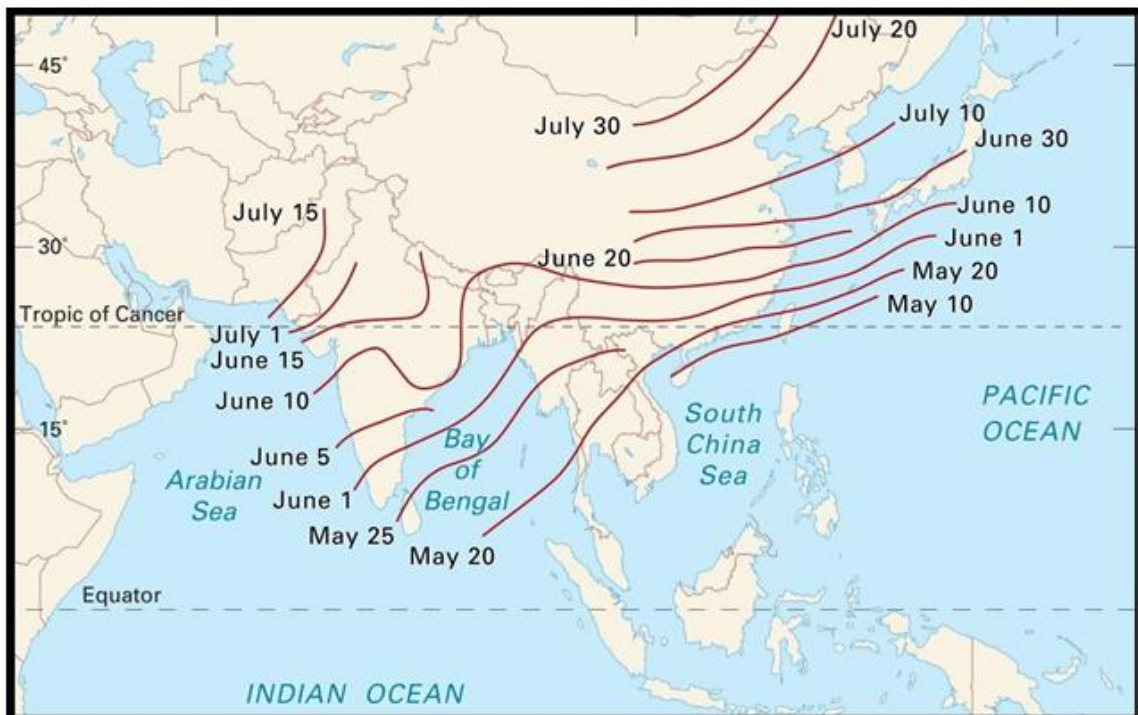 July 20
45°
July 30
July 10
June 30
July 15
June 10
June 20
June 1
30°
May 20
May 10
Tropic of Cancer
July 1
June 15
June 10
PACIFIC
OCEAN
South
China
Sea
15°
Bay
of
Bengal
June 5
Arabian
Sea
June 1
May 25
May 20
Equator
INDIAN OCEAN